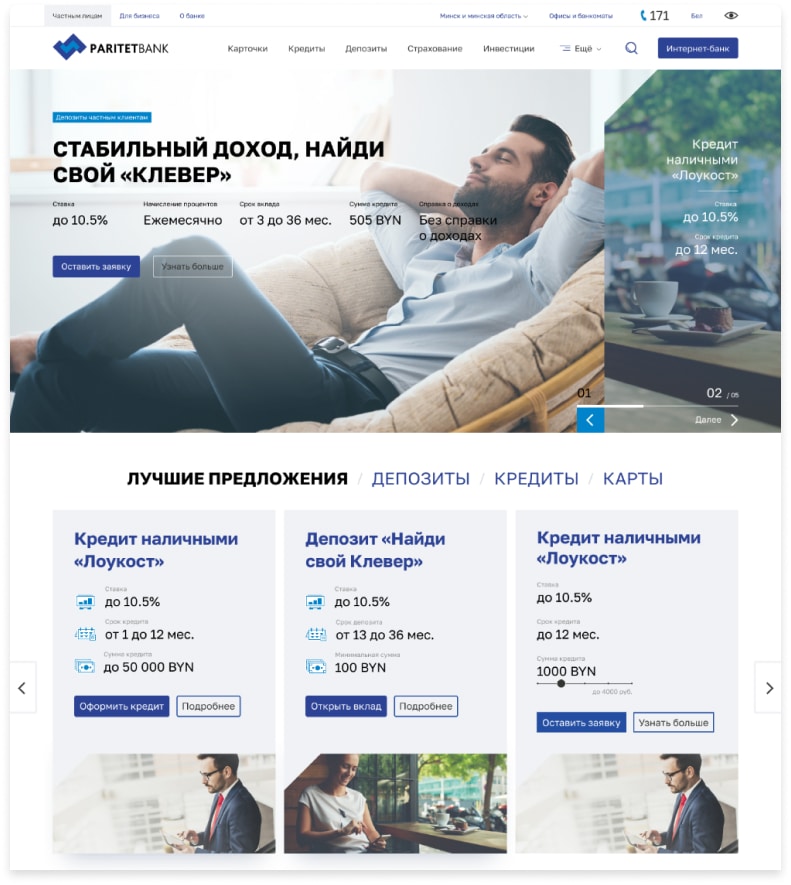 Частным лицам Для бизнеса О банке Минск и минская область Офисы и банкоматы 171 Бел
PARITETBANK Карточки Кредиты Депозиты Страхование Инвестиции Ещё Интернет-банк
Депозиты частным клиентам
СТАБИЛЬНЫЙ ДОХОД, НАЙДИ
СВОЙ «КЛЕВЕР»
Ставка Начисление процентов Срок вклада Сумма кредита Справка о доходах
до 10.5% Ежемесячно от 3 до 36 мес. 505 BYN Без справки
о доходах
Оставить заявку Узнать больше
Кредит
наличными
«Лоукост»
Ставка
до 10.5%
Срок кредита
до 12 мес.
01 02 / 05
Далее
ЛУЧШИЕ ПРЕДЛОЖЕНИЯ / ДЕПОЗИТЫ / КРЕДИТЫ / КАРТЫ
Кредит наличными
«Лоукост»
Ставка
до 10.5%
Срок кредита
от 1 до 12 мес.
Сумма кредита
до 50 000 BYN
Оформить кредит Подробнее
Депозит «Найди
свой Клевер»
Ставка
до 10.5%
Срок депозита
от 13 до 36 мес.
Минимальная сумма
100 BYN
Открыть вклад Подробнее
Кредит наличными
«Лоукост»
Ставка
до 10.5%
Срок кредита
до 12 мес.
Сумма кредита
1000 BYN
до 4000 руб.
Оставить заявку Узнать больше